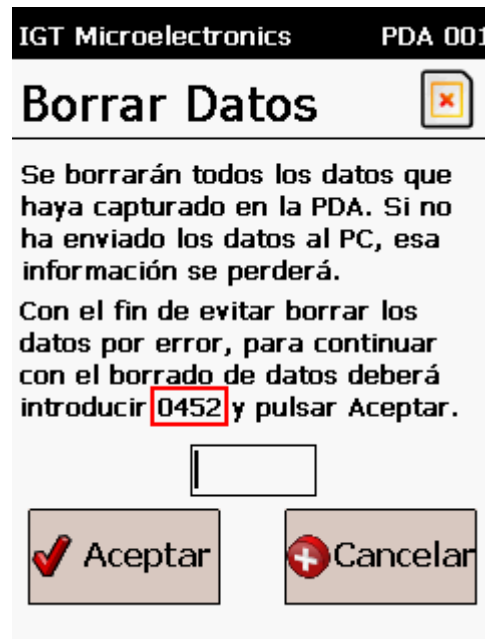 IGT Microelectronics PDA 001
Borrar Datos
Se borrarán todos los datos que
haya capturado en la PDA. Si no
ha enviado los datos al PC, esa
información se perderá.
Con el fin de evitar borrar los
datos por error, para continuar
con el borrado de datos deberá
introducir 0452 y pulsar Aceptar.
Aceptar Cancelar